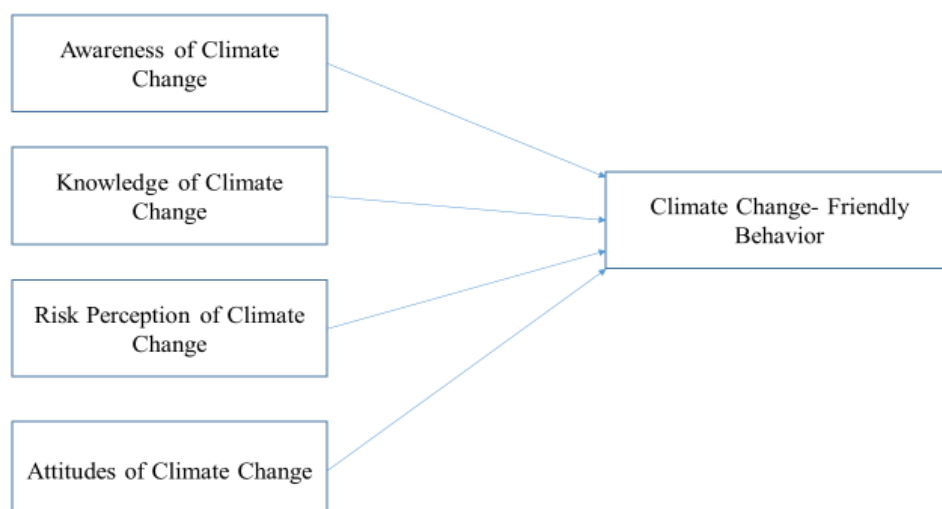 Awareness of Climate
Change
Knowledge of Climate
Change
Risk Perception of Climate
Change
Attitudes of Climate Change
Climate Change- Friendly
Behavior